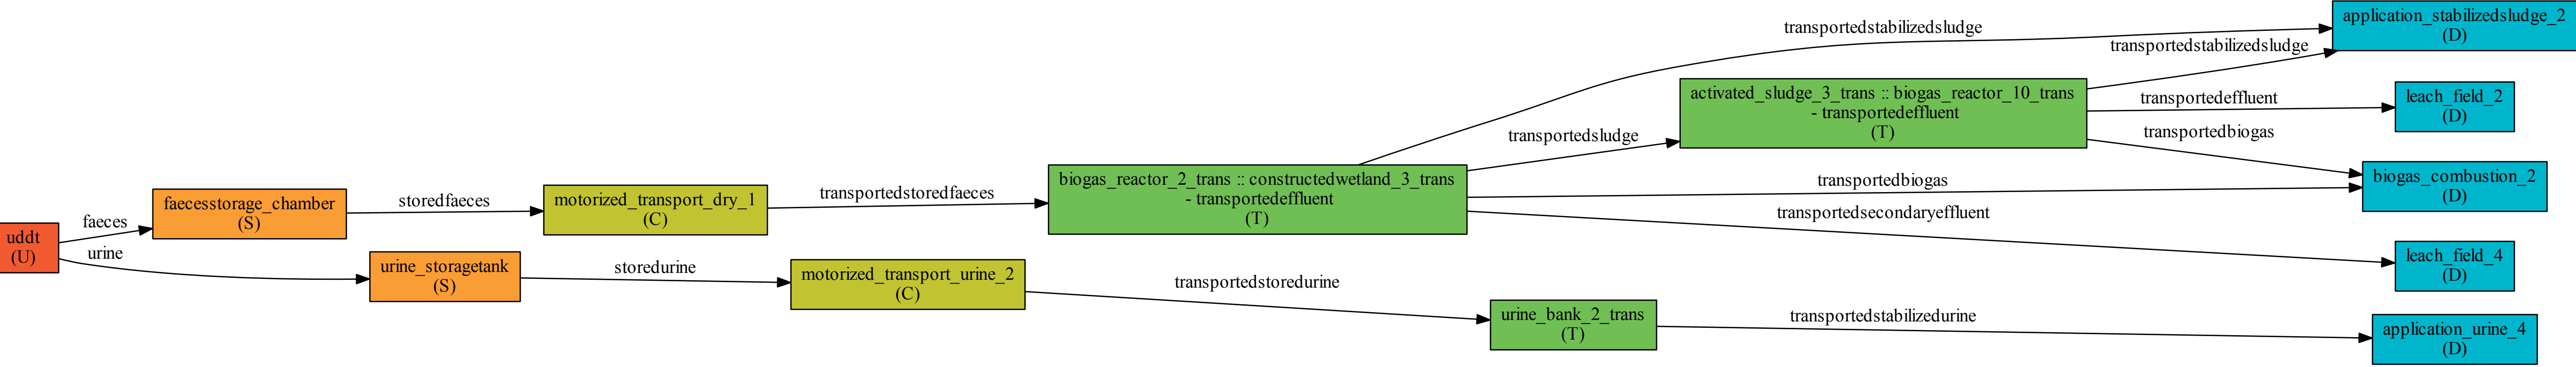 uddt
(U)
faeces
urine
faecesstorage_chamber
(S)
urine_storagetank
(S)
storedfaeces
storedurine
motorized_transport_dry_1
(C)
motorized_transport_urine_2
(C)
transportedstoredfaeces
transportedstoredurine
biogas_reactor_2_trans :: constructedwetland_3_trans
- transportedeffluent
(T)
urine_bank_2_trans
(T)
transportedstabilizedsludge
transportedsludge
transportedbiogas
transportedsecondaryeffluent
transportedstabilizedurine
activated_sludge_3_trans :: biogas_reactor_10_trans
- transportedeffluent
(T)
transportedstabilizedsludge
transportedeffluent
transportedbiogas
application_stabilizedsludge_2
(D)
leach_field_2
(D)
biogas_combustion_2
(D)
leach_field_4
(D)
application_urine_4
(D)